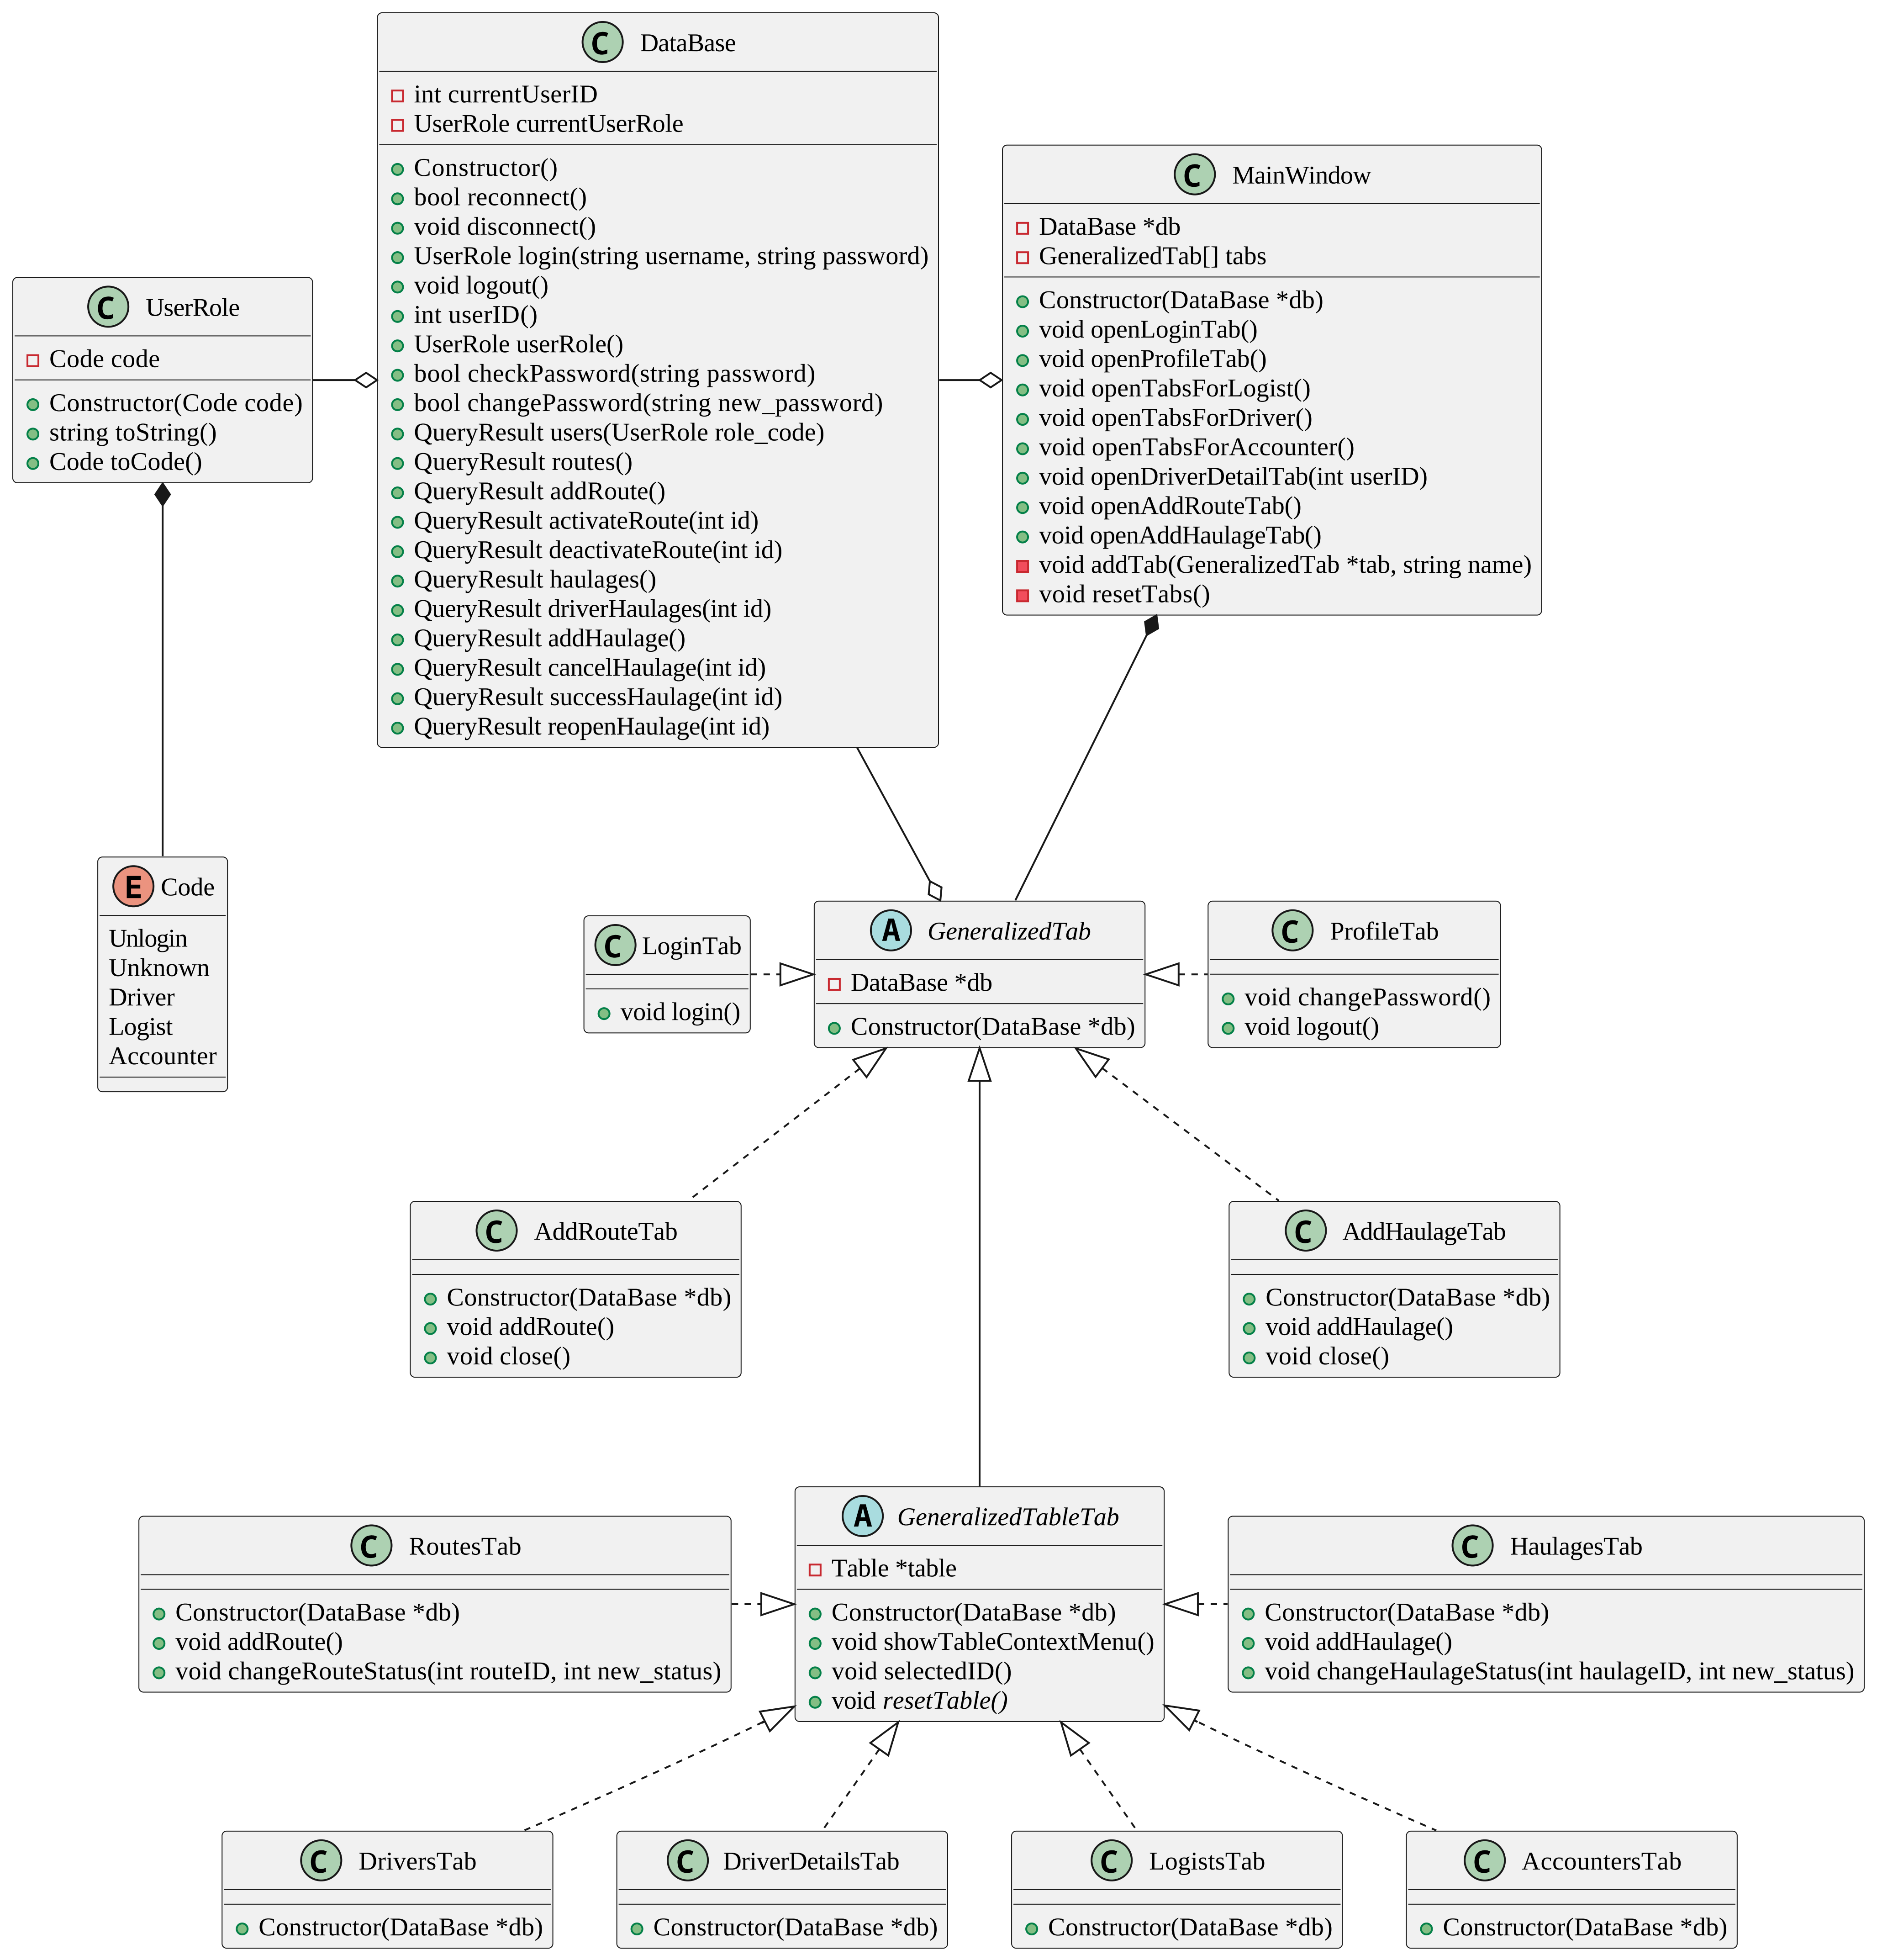 C DataBase
int currentUserID
UserRole currentUserRole
Constructor()
bool reconnect()
void disconnect()
UserRole login(string username, string password)
void logout()
int userID()
UserRole userRole()
bool checkPassword(string password)
bool changePassword(string new_password)
QueryResult users(UserRole role_code)
QueryResult routes()
QueryResult addRoute()
QueryResult activateRoute(int id)
QueryResult deactivateRoute(int id)
QueryResult haulages()
QueryResult driverHaulages(int id)
QueryResult addHaulage()
QueryResult cancelHaulage(int id)
QueryResult successHaulage(int id)
QueryResult reopenHaulage(int id)
C MainWindow
DataBase *db
GeneralizedTab[] tabs
Constructor(DataBase *db)
void openLoginTab()
void openProfileTab()
void openTabsForLogist()
void openTabsForDriver()
void openTabsForAccounter()
void openDriverDetailTab(int userID)
void openAddRouteTab()
void openAddHaulageTab()
void addTab(GeneralizedTab *tab, string name)
void resetTabs()
C UserRole
Code code
Constructor(Code code)
string toString()
Code toCode()
E Code
Unlogin
Unknown
Driver
Logist
Accounter
C LoginTab
void login()
A GeneralizedTab
DataBase *db
Constructor(DataBase *db)
C ProfileTab
void changePassword()
void logout()
C AddRouteTab
Constructor(DataBase *db)
void addRoute()
void close()
C AddHaulageTab
Constructor(DataBase *db)
void addHaulage()
void close()
C RoutesTab
Constructor(DataBase *db)
void addRoute()
void changeRouteStatus(int routeID, int new_status)
A GeneralizedTableTab
Table *table
Constructor(DataBase *db)
void showTableContextMenu()
void selectedID()
void resetTable()
C HaulagesTab
Constructor(DataBase *db)
void addHaulage()
void changeHaulageStatus(int haulageID, int new_status)
C DriversTab
Constructor(DataBase *db)
C DriverDetailsTab
Constructor(DataBase *db)
C LogistsTab
Constructor(DataBase *db)
C AccountersTab
Constructor(DataBase *db)